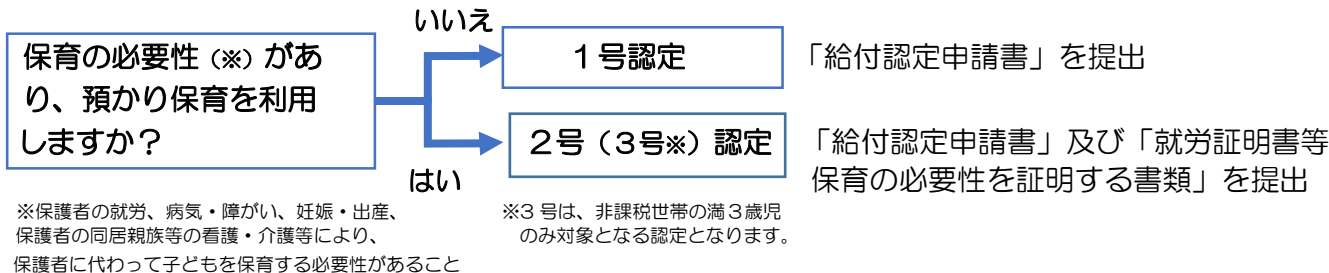 いいえ
保育の必要性（※）があ
り、預かり保育を利用
しますか？
１号認定
「給付認定申請書」を提出
２号（３号※）認定
「給付認定申請書」及び「就労証明書等
保育の必要性を証明する書類」を提出
はい
※保護者の就労、病気・障がい、妊娠・出産、
保護者の同居親族等の看護・介護等により、
保護者に代わって子どもを保育する必要性があること
※3 号は、非課税世帯の満３歳児
のみ対象となる認定となります。